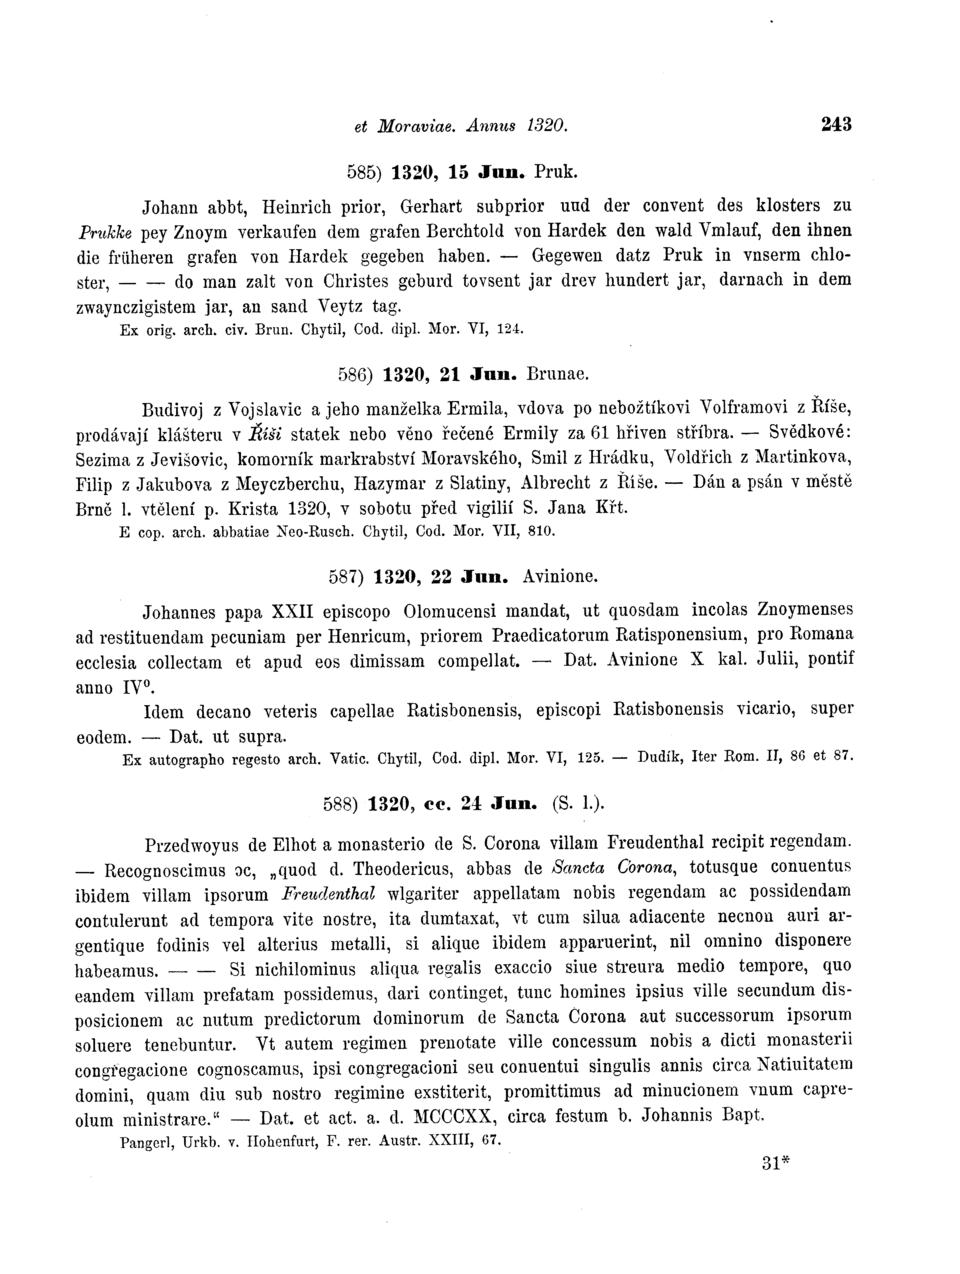 et Moraviae. Annus 1320. 243
585) 1320, 15 Jun. Pruk.
Johann abbt, Heinrich prior, Gerhart subprior uud der convent des klosters zu
Prukke pey Znoym verkaufen dem grafen Berchtold von Hardek den wald Vmlauf, den ihnen
die früheren grafen von Hardek gegeben haben. — Gegewen datz Pruk in vnserm chlo-
ster, — — do man zalt von Christes geburd tovsent jar drev hundert jar, darnach in dem
zwaynczigistem jar, an sand Veytz tag.
Ex orig. arch. civ. Brun. Chytil, Cod. dipl. Mor. VI, 124.
586) 1320, 21 Jun. Brunae.
Budivoj z Vojslavic a jeho manželka Ermila, vdova po nebožtíkovi Volframovi z Říše,
prodávají klášteru v Říši statek nebo věno řečené Ermily za 61 hřiven stříbra. — Svědkové:
Sezima z Jevišovic, komorník markrabství Moravského, Smil z Hrádku, Voldřich z Martinkova,
Filip z Jakubova z Meyczberchu, Hazymar z Slatiny, Albrecht z Říše. — Dán a psán v městě
Brně l. vtělení p. Krista 1320, v sobotu před vigilií S. Jana Křt.
E cop. arch. abbatiae Neo-Rusch. Chytil, Cod. Mor. VII, 810.
587) 1320, 22 Jun. Avinione.
Johannes papa XXII episcopo Olomucensi mandat, ut quosdam incolas Znoymenses
ad restituendam pecuniam per Henricum, priorem Praedicatorum Ratisponensium, pro Romana
ecclesia collectam et apud eos dimissam compellat. — Dat. Avinione X kal. Julii, pontif
anno IV⁰.
Idem decano veteris capellae Ratisbonensis, episcopi Ratisbonensis vicario, super
eodem. — Dat. ut supra.
Ex autographo regesto arch. Vatic. Chytil, Cod. dipl. Mor. VI, 125. — Dudík, Iter Rom. II, 86 et 87.
588) 1320, cc. 24 Jun. (S. l.).
Przedwoyus de Elhot a monasterio de S. Corona villam Freudenthal recipit regendam.
— Recognoscimus ɔc, „quod d. Theodericus, abbas de Sancta Corona, totusque conuentus
ibidem villam ipsorum Freudenthal wlgariter appellatam nobis regendam ac possidendam
contulerunt ad tempora vite nostre, ita dumtaxat, vt cum silua adiacente necnon auri ar-
gentique fodinis vel alterius metalli, si alique ibidem apparuerint, nil omnino disponere
habeamus. — — Si nichilominus aliqua regalis exaccio siue streura medio tempore, quo
eandem villam prefatam possidemus, dari continget, tunc homines ipsius ville secundum dis-
posicionem ac nutum predictorum dominorum de Sancta Corona aut successorum ipsorum
soluere tenebuntur. Vt autem regimen prenotate ville concessum nobis a dicti monasterii
congregacione cognoscamus, ipsi congregacioni seu conuentui singulis annis circa Natiuitatem
domini, quam diu sub nostro regimine exstiterit, promittimus ad minucionem vnum capre-
olum ministrare.“ — Dat. et act. a. d. MCCCXX, circa festum b. Johannis Bapt.
Pangerl, Urkb. v. Hohenfurt, F. rer. Austr. XXIII, 67.
31*